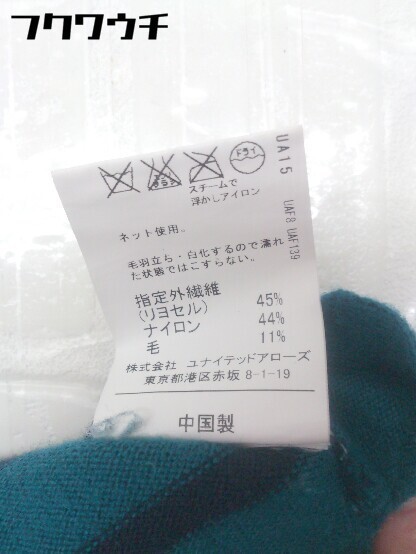 フクワウチ
ドライ
スチームで
浮かしアイロン
UA15
UAF8 UAF139
ネット使用。
毛羽立ち・白化するので濡れ
た状態ではこすらない。
指定外繊維
(リヨセル) 45%
ナイロン 44%
毛 11%
株式会社 ユナイテッドアローズ
東京都港区赤坂 8-1-19
中国製